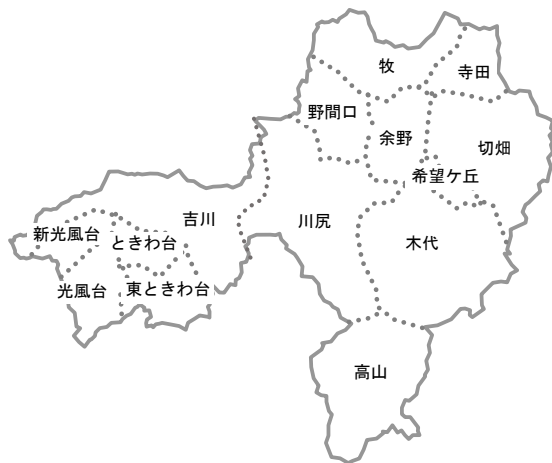 牧
寺田
野間口
余野
切畑
希望ケ丘
吉川
川尻
新光風台
ときわ台
木代
光風台
東ときわ台
高山